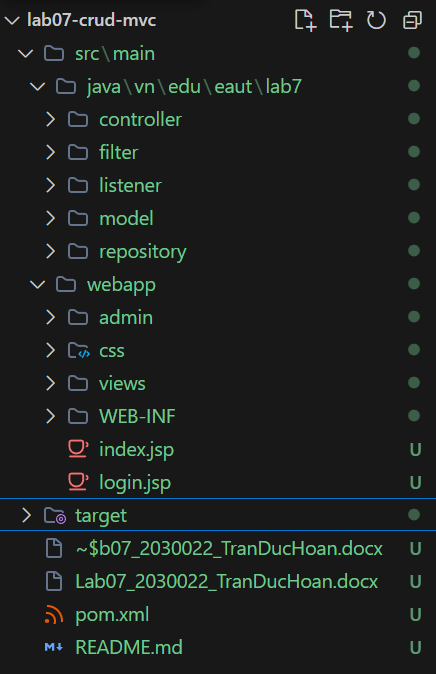 lab07-crud-mvc
src\main
java\vn\edu\eaut\lab7
controller
filter
listener
model
repository
webapp
admin
css
views
WEB-INF
index.jsp U
login.jsp U
target
~$b07_2030022_TranDucHoan.docx U
Lab07_2030022_TranDucHoan.docx U
pom.xml U
README.md U